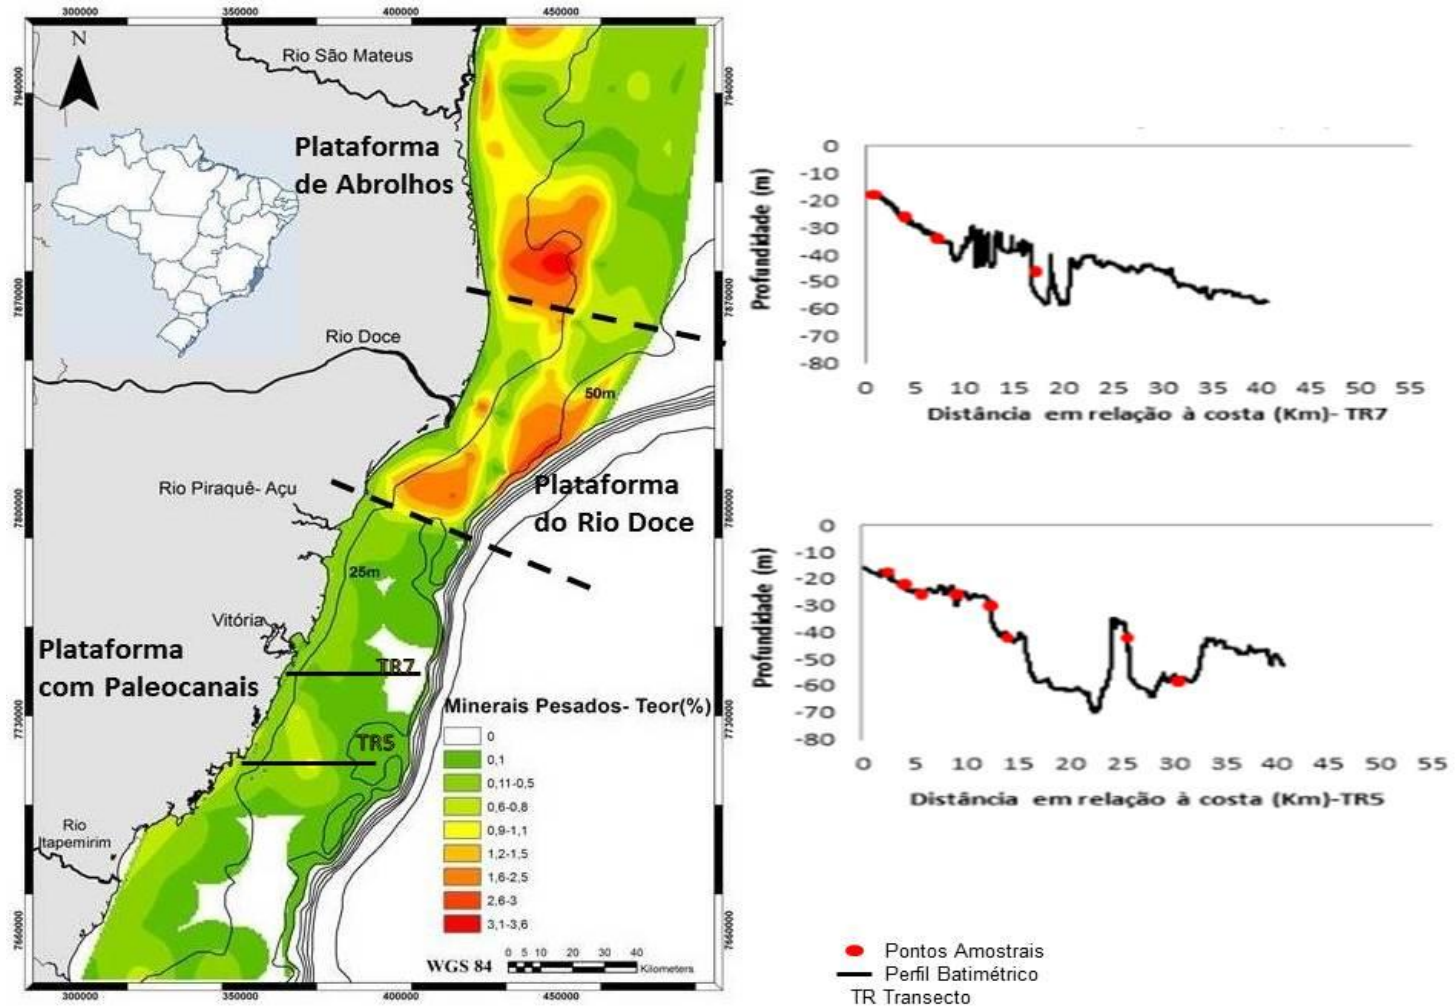 300000 350000 400000 450000
N
Rio São Mateus
7940000
7940000
Plataforma
de Abrolhos
7870000
7870000
Rio Doce
50m
Rio Piraquê- Açu
Plataforma
do Rio Doce
7800000
7800000
25m
Vitória
Plataforma
com Paleocanais
TR7
Minerais Pesados- Teor(%)
0
0,1
0,11-0,5
0,6-0,8
0,9-1,1
1,2-1,5
1,6-2,5
2,6-3
3,1-3,6
7730000
7730000
TR5
Rio
Itapemirim
7660000
7660000
WGS 84
0 5 10 20 30 40
Kilometers
300000 350000 400000 450000
Profundidade (m)
0
-10
-20
-30
-40
-50
-60
-70
-80
0 5 10 15 20 25 30 35 40 45 50 55
Distância em relação à costa (Km)- TR7
Profundidade (m)
0
-10
-20
-30
-40
-50
-60
-70
-80
0 5 10 15 20 25 30 35 40 45 50 55
Distância em relação à costa (Km)-TR5
Pontos Amostrais
Perfil Batimétrico
TR Transecto